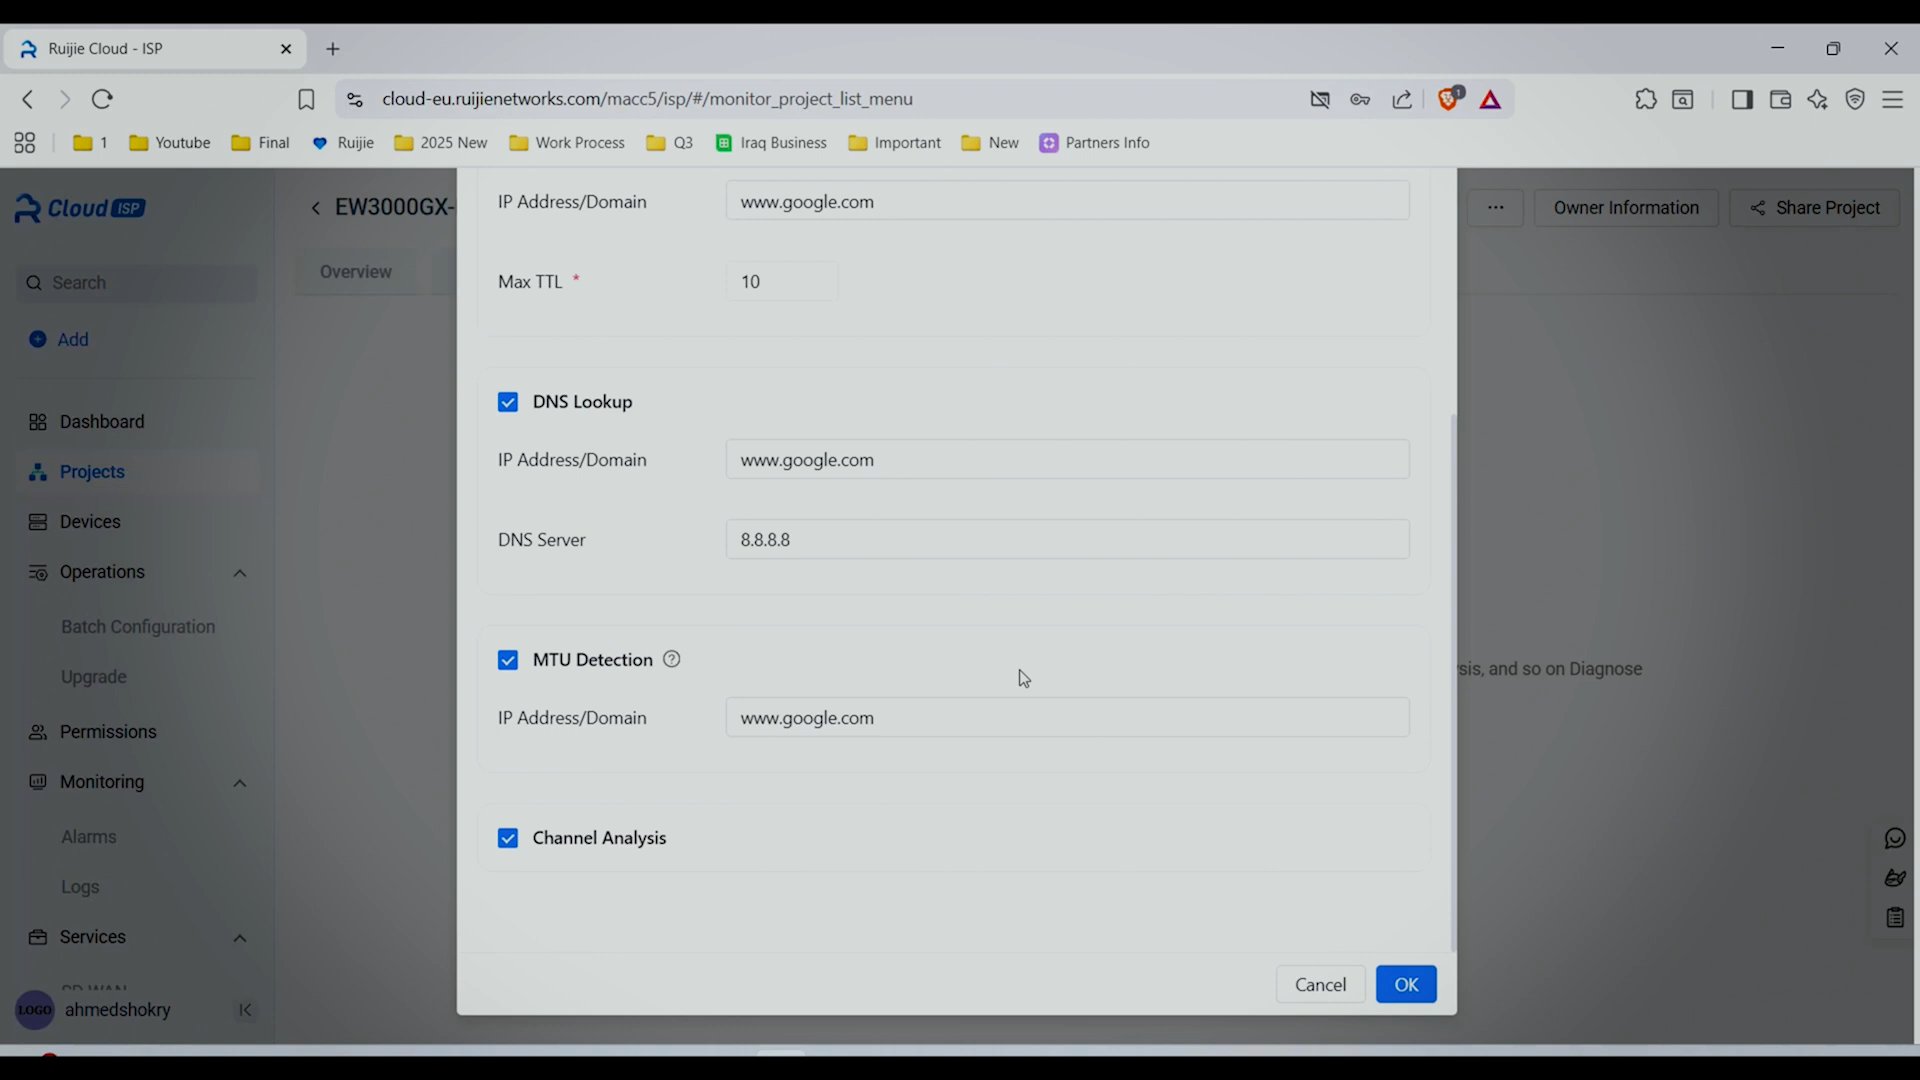 Ruijie Cloud - ISP
cloud-eu.ruijienetworks.com/macc5/isp/#/monitor_project_list_menu
1
1
Youtube
Final
Ruijie
2025 New
Work Process
Q3
Iraq Business
Important
New
Partners Info
Cloud ISP
EW3000GX-
Owner Information
Share Project
Search
Overview
Add
Dashboard
Projects
Devices
Operations
Batch Configuration
Upgrade
Permissions
Monitoring
Alarms
Logs
Services
SD-WAN
LOGO
ahmedshokry
IP Address/Domain
www.google.com
Max TTL *
10
DNS Lookup
IP Address/Domain
www.google.com
DNS Server
8.8.8.8
MTU Detection
IP Address/Domain
www.google.com
Channel Analysis
Cancel
OK
sis, and so on Diagnose